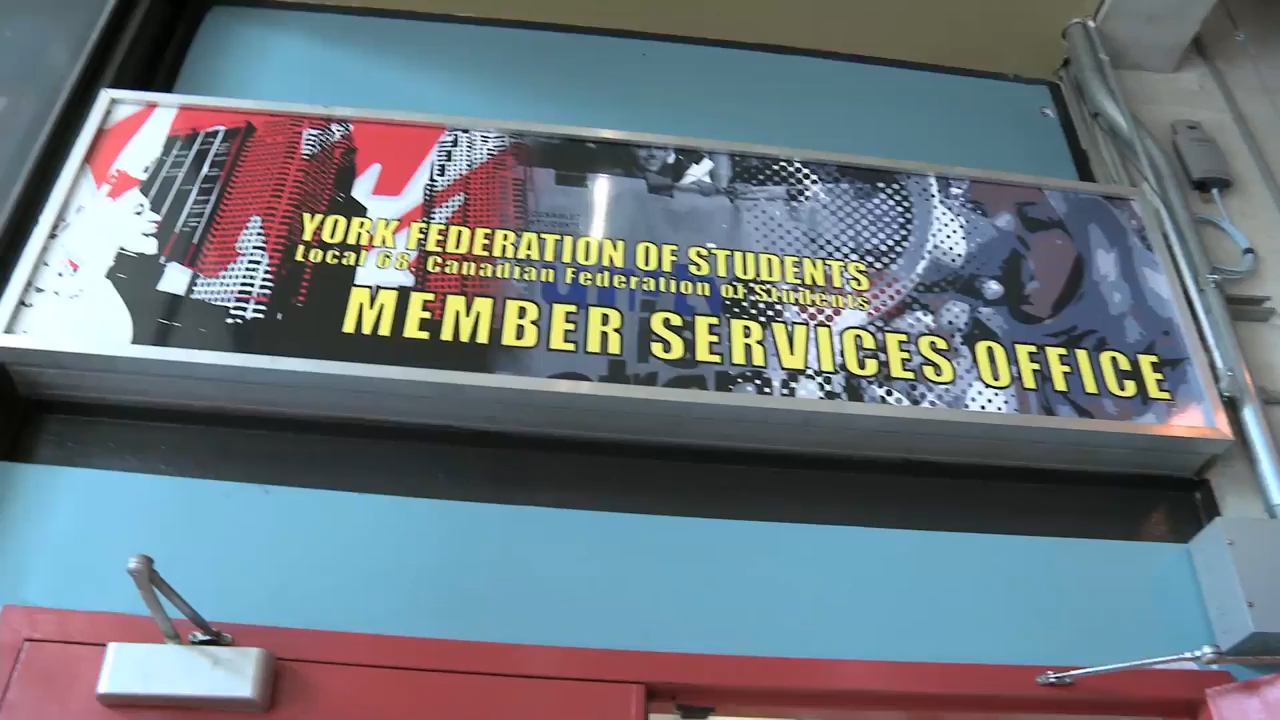 YORK FEDERATION OF STUDENTS
Local 68, Canadian Federation of Students
MEMBER SERVICES OFFICE